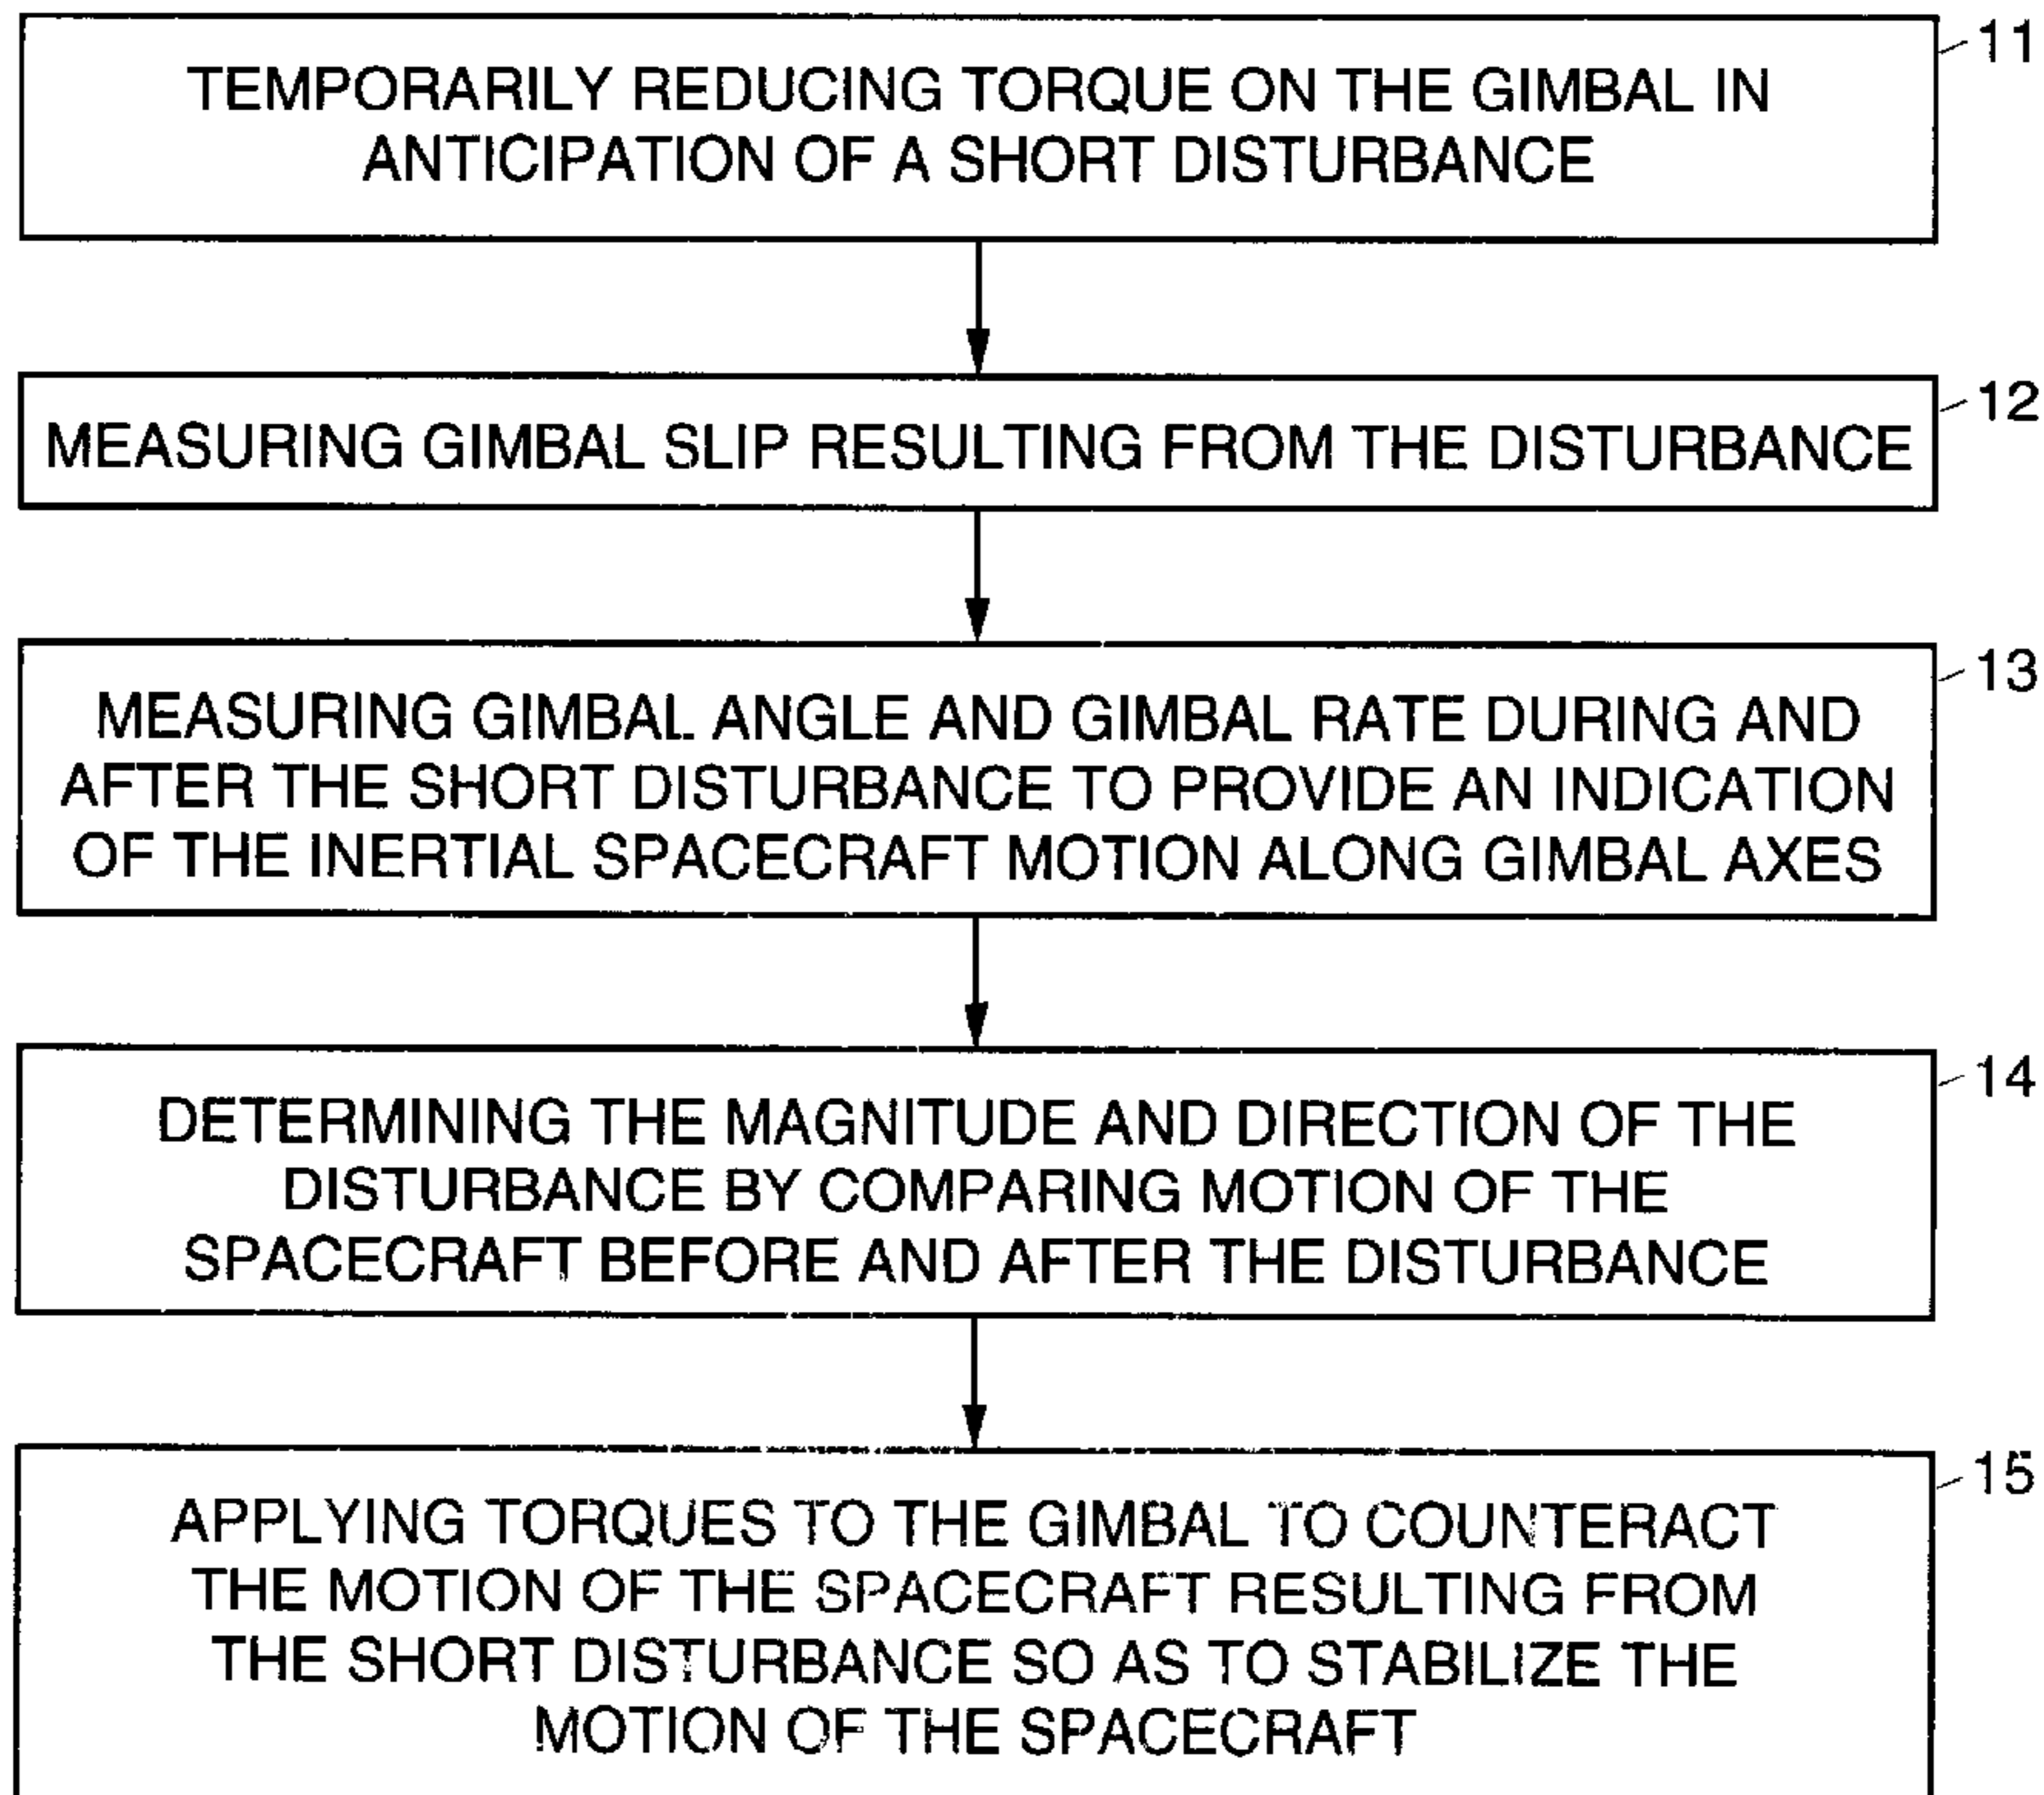 11
TEMPORARILY REDUCING TORQUE ON THE GIMBAL IN
ANTICIPATION OF A SHORT DISTURBANCE
12
MEASURING GIMBAL SLIP RESULTING FROM THE DISTURBANCE
13
MEASURING GIMBAL ANGLE AND GIMBAL RATE DURING AND
AFTER THE SHORT DISTURBANCE TO PROVIDE AN INDICATION
OF THE INERTIAL SPACECRAFT MOTION ALONG GIMBAL AXES
14
DETERMINING THE MAGNITUDE AND DIRECTION OF THE
DISTURBANCE BY COMPARING MOTION OF THE
SPACECRAFT BEFORE AND AFTER THE DISTURBANCE
15
APPLYING TORQUES TO THE GIMBAL TO COUNTERACT
THE MOTION OF THE SPACECRAFT RESULTING FROM
THE SHORT DISTURBANCE SO AS TO STABILIZE THE
MOTION OF THE SPACECRAFT